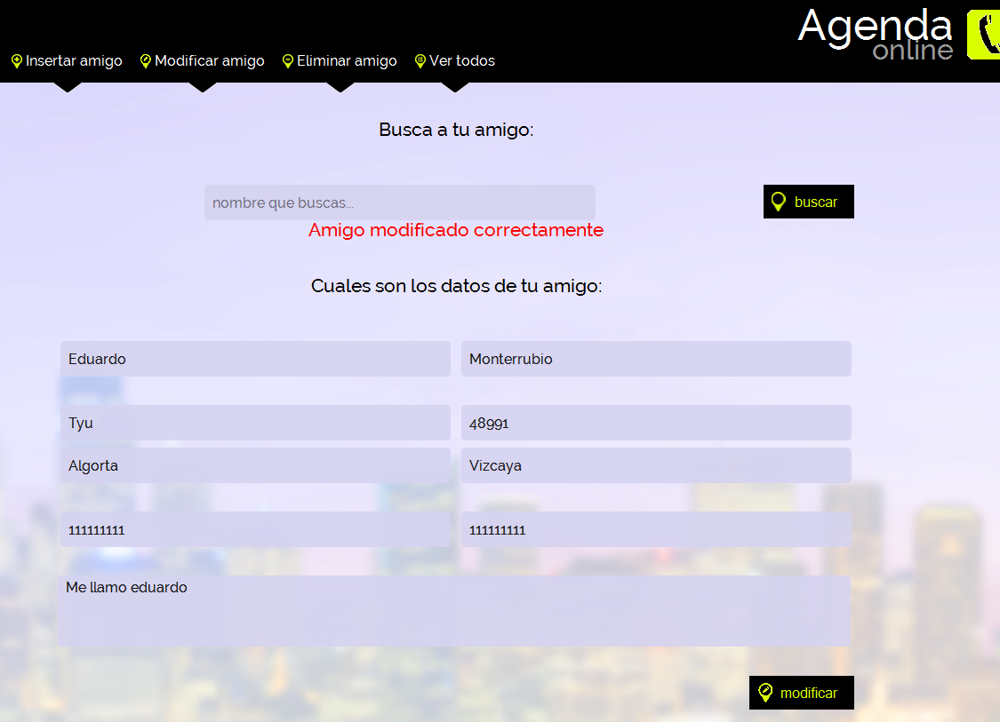 Agenda
online
Insertar amigo Modificar amigo Eliminar amigo Ver todos
Busca a tu amigo:
nombre que buscas... buscar
Amigo modificado correctamente
Cuales son los datos de tu amigo:
Eduardo Monterrubio
Tyu 48991
Algorta Vizcaya
111111111 111111111
Me llamo eduardo
modificar